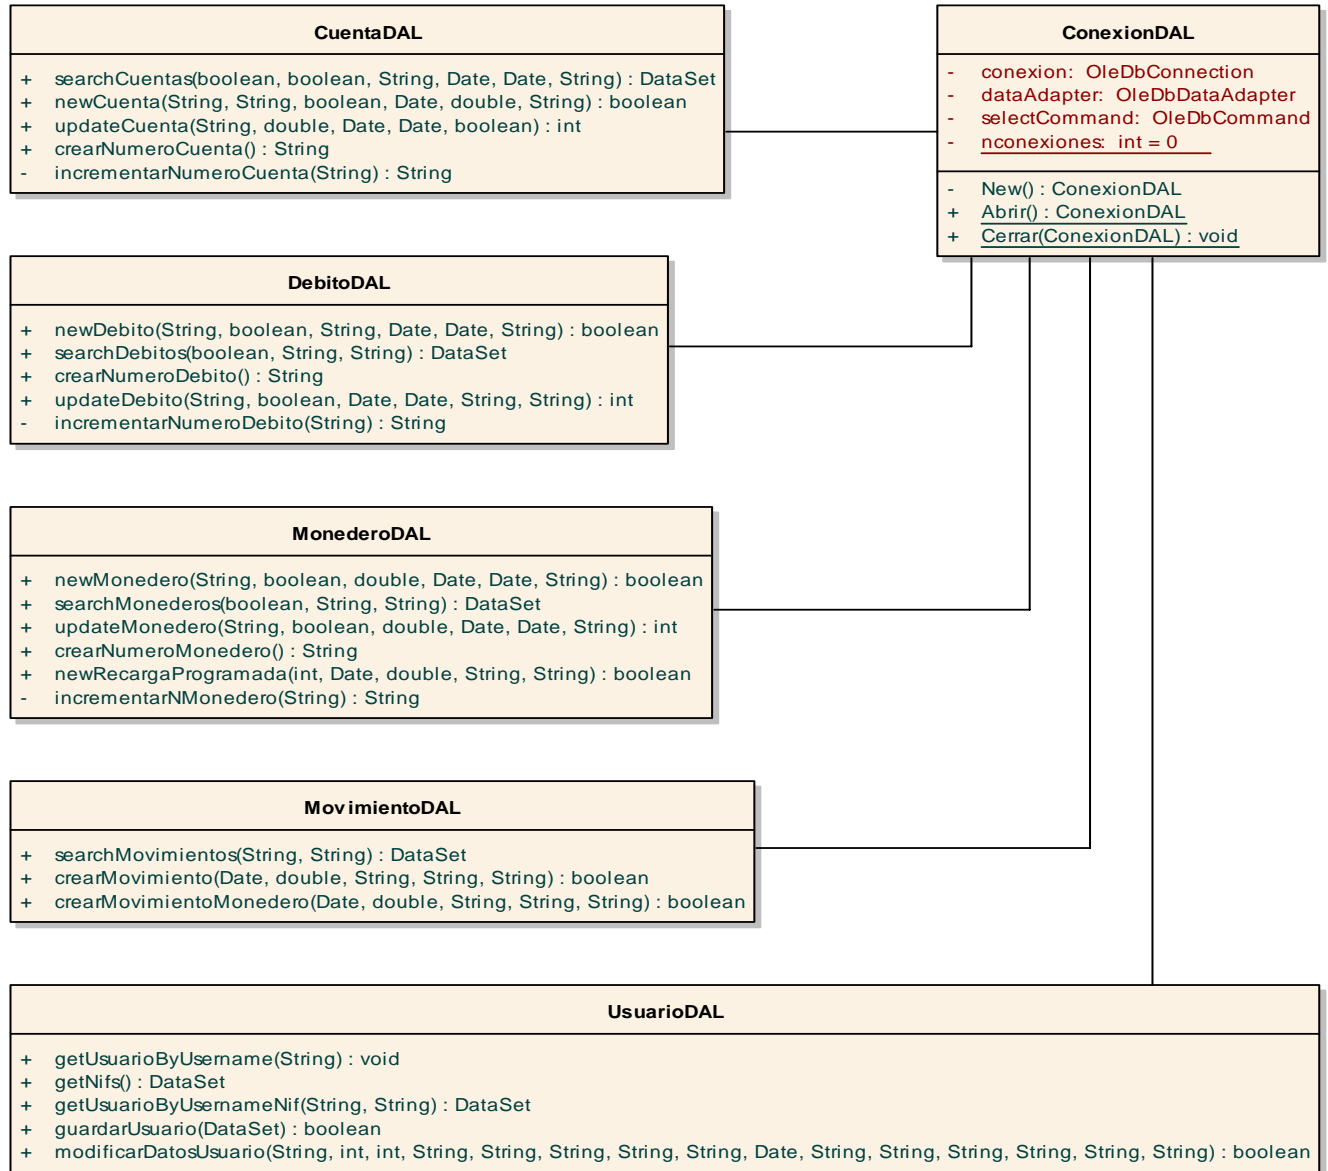 CuentaDAL
+ searchCuentas(boolean, boolean, String, Date, Date, String) : DataSet
+ newCuenta(String, String, boolean, Date, double, String) : boolean
+ updateCuenta(String, double, Date, Date, boolean) : int
+ crearNumeroCuenta() : String
- incrementarNumeroCuenta(String) : String
ConexionDAL
- conexion: OleDbConnection
- dataAdapter: OleDbDataAdapter
- selectCommand: OleDbCommand
- nconexiones: int = 0
- New() : ConexionDAL
+ Abrir() : ConexionDAL
+ Cerrar(ConexionDAL) : void
DebitoDAL
+ newDebito(String, boolean, String, Date, Date, String) : boolean
+ searchDebitos(boolean, String, String) : DataSet
+ crearNumeroDebito() : String
+ updateDebito(String, boolean, Date, Date, String, String) : int
- incrementarNumeroDebito(String) : String
MonederoDAL
+ newMonedero(String, boolean, double, Date, Date, String) : boolean
+ searchMonederos(boolean, String, String) : DataSet
+ updateMonedero(String, boolean, double, Date, Date, String) : int
+ crearNumeroMonedero() : String
+ newRecargaProgramada(int, Date, double, String, String) : boolean
- incrementarNMonedero(String) : String
MovimientoDAL
+ searchMovimientos(String, String) : DataSet
+ crearMovimiento(Date, double, String, String, String) : boolean
+ crearMovimientoMonedero(Date, double, String, String, String) : boolean
UsuarioDAL
+ getUsuarioByUsername(String) : void
+ getNifs() : DataSet
+ getUsuarioByUsernameNif(String, String) : DataSet
+ guardarUsuario(DataSet) : boolean
+ modificarDatosUsuario(String, int, int, String, String, String, String, String, Date, String, String, String, String, String, String) : boolean